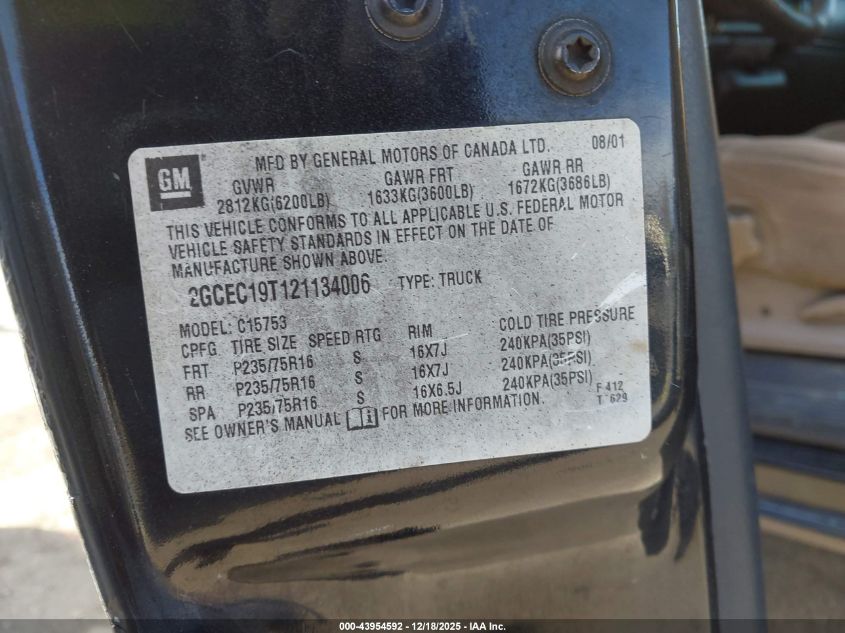 GM
MFD BY GENERAL MOTORS OF CANADA LTD. 08/01
GVWR GAWR FRT GAWR RR
2812KG(6200LB) 1633KG(3600LB) 1672KG(3686LB)
THIS VEHICLE CONFORMS TO ALL APPLICABLE U.S. FEDERAL MOTOR
VEHICLE SAFETY STANDARDS IN EFFECT ON THE DATE OF
MANUFACTURE SHOWN ABOVE.
2GCEC19T121134006 TYPE: TRUCK
MODEL: C15753
CPFG TIRE SIZE SPEED RTG RIM COLD TIRE PRESSURE
FRT P235/75R16 S 16X7J 240KPA(35PSI)
RR P235/75R16 S 16X7J 240KPA(35PSI)
SPA P235/75R16 S 16X6.5J 240KPA(35PSI)
SEE OWNER'S MANUAL FOR MORE INFORMATION.
F 412
T 629
000-43954592 - 12/18/2025 - IAA Inc.